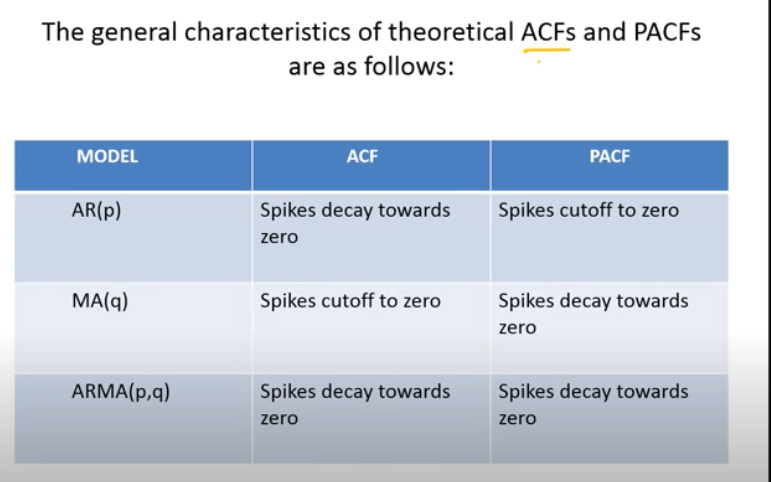 The general characteristics of theoretical ACFs and PACFs
are as follows:
MODEL ACF PACF
AR(p) Spikes decay towards zero Spikes cutoff to zero
MA(q) Spikes cutoff to zero Spikes decay towards zero
ARMA(p,q) Spikes decay towards zero Spikes decay towards zero